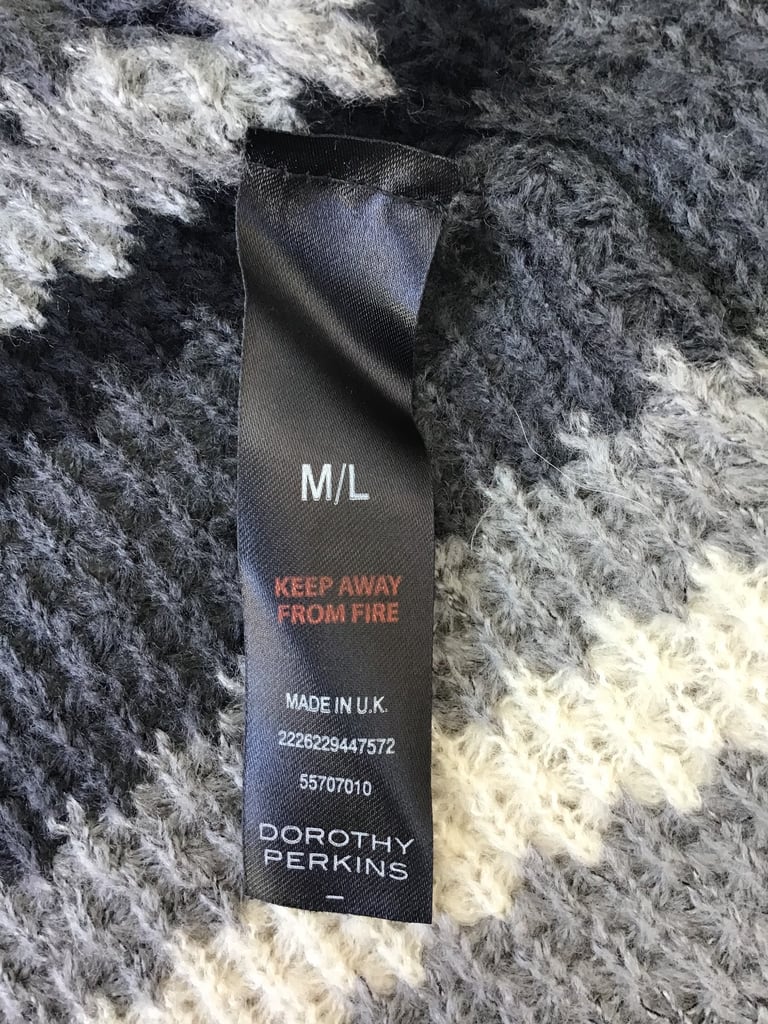 M/L
KEEP AWAY
FROM FIRE
MADE IN U.K.
2226229447572
55707010
DOROTHY
PERKINS